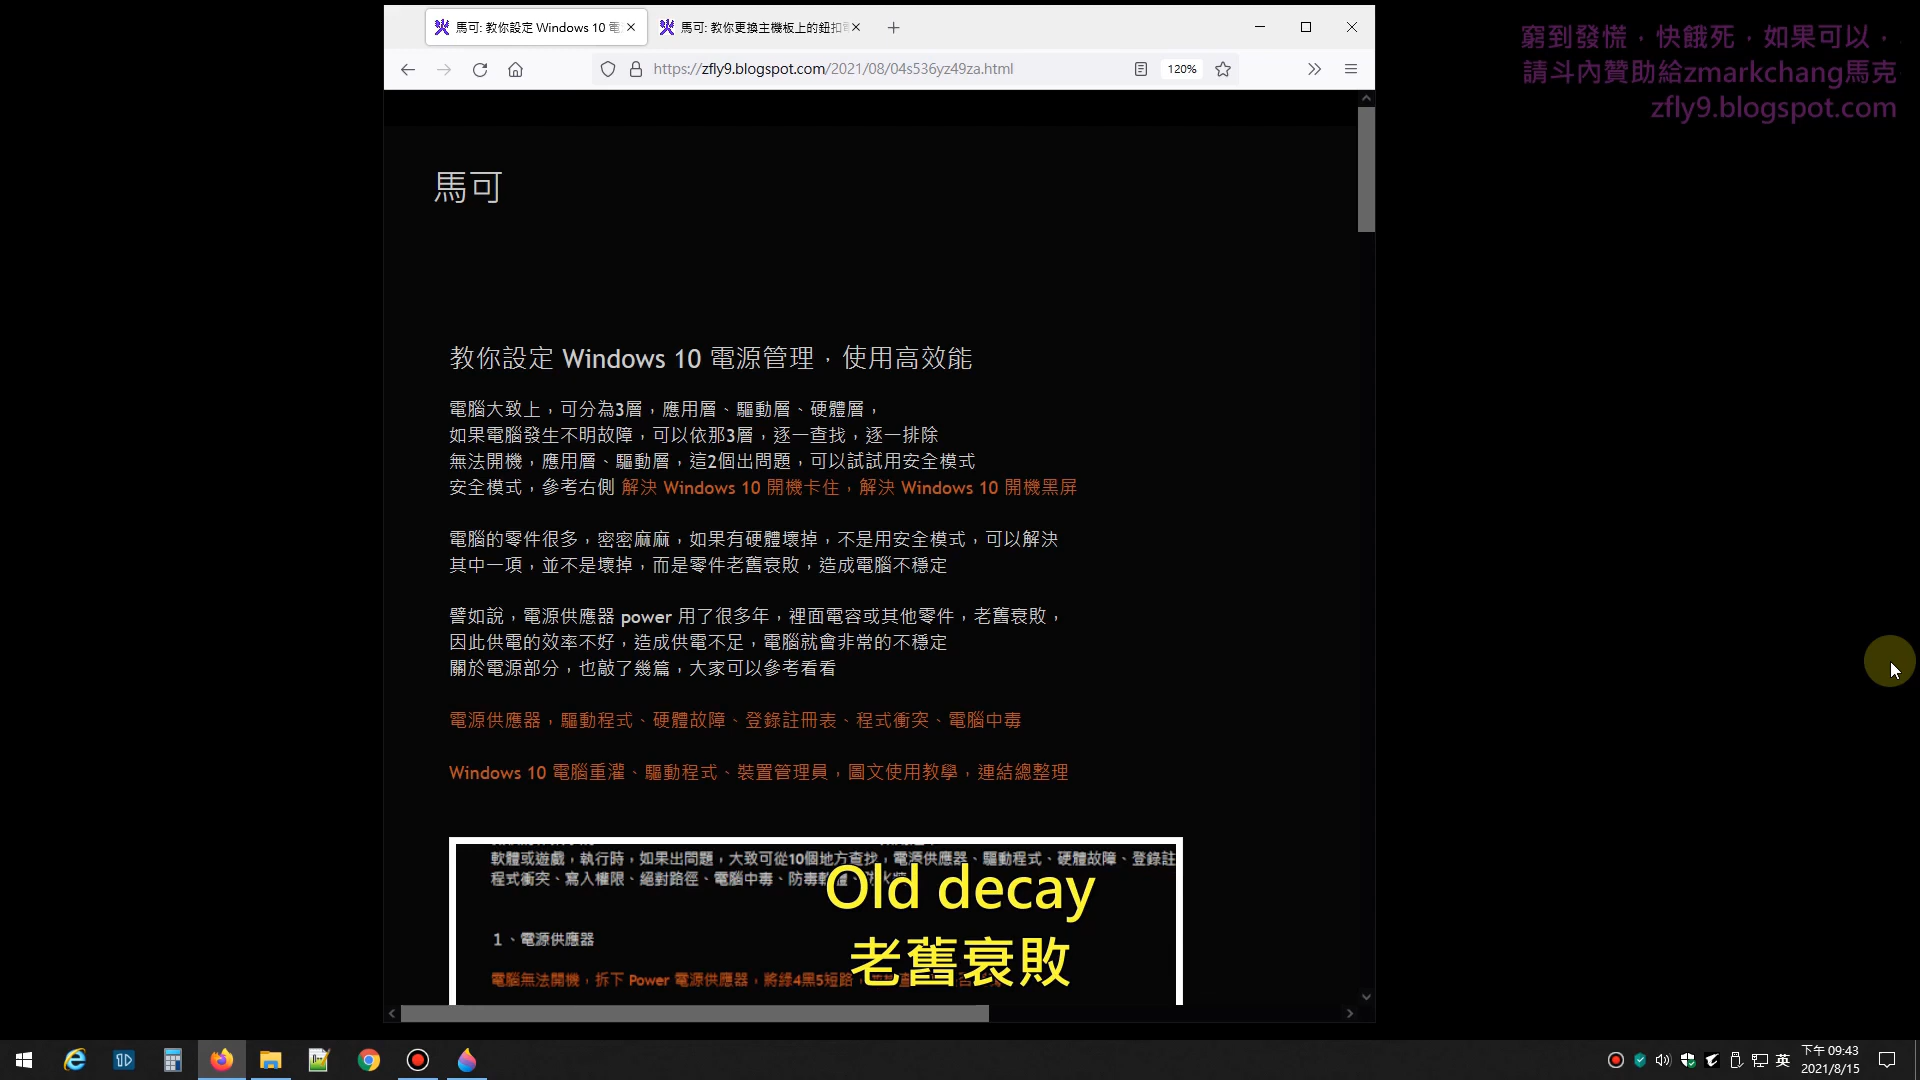 馬可: 教你設定 Windows 10 電
馬可: 教你更換主機板上的鈕扣
https://zfly9.blogspot.com/2021/08/04s536yz49za.html
120%
窮到發慌，快餓死，如果可以，
請斗內贊助給zmarkchang馬克
zfly9.blogspot.com
馬可
教你設定 Windows 10 電源管理，使用高效能
電腦大致上，可分為3層，應用層、驅動層、硬體層，
如果電腦發生不明故障，可以依那3層，逐一查找，逐一排除
無法開機，應用層、驅動層，這2個出問題，可以試試用安全模式
安全模式，參考右側 解決 Windows 10 開機卡住，解決 Windows 10 開機黑屏
電腦的零件很多，密密麻麻，如果有硬體壞掉，不是用安全模式，可以解決
其中一項，並不是壞掉，而是零件老舊衰敗，造成電腦不穩定
譬如說，電源供應器 power 用了很多年，裡面電容或其他零件，老舊衰敗，
因此供電的效率不好，造成供電不足，電腦就會非常的不穩定
關於電源部分，也敲了幾篇，大家可以參考看看
電源供應器，驅動程式、硬體故障、登錄註冊表、程式衝突、電腦中毒
Windows 10 電腦重灌、驅動程式、裝置管理員，圖文使用教學，連結總整理
軟體或遊戲，執行時，如果出問題，大致可從10個地方查找，電源供應器、驅動程式、硬體故障、登錄註
程式衝突、寫入權限、絕對路徑、電腦中毒、防毒軟
Old decay
1、電源供應器
老舊衰敗
電腦無法開機，拆下 Power 電源供應器，將綠4黑5短路，
英
下午 09:43
2021/8/15